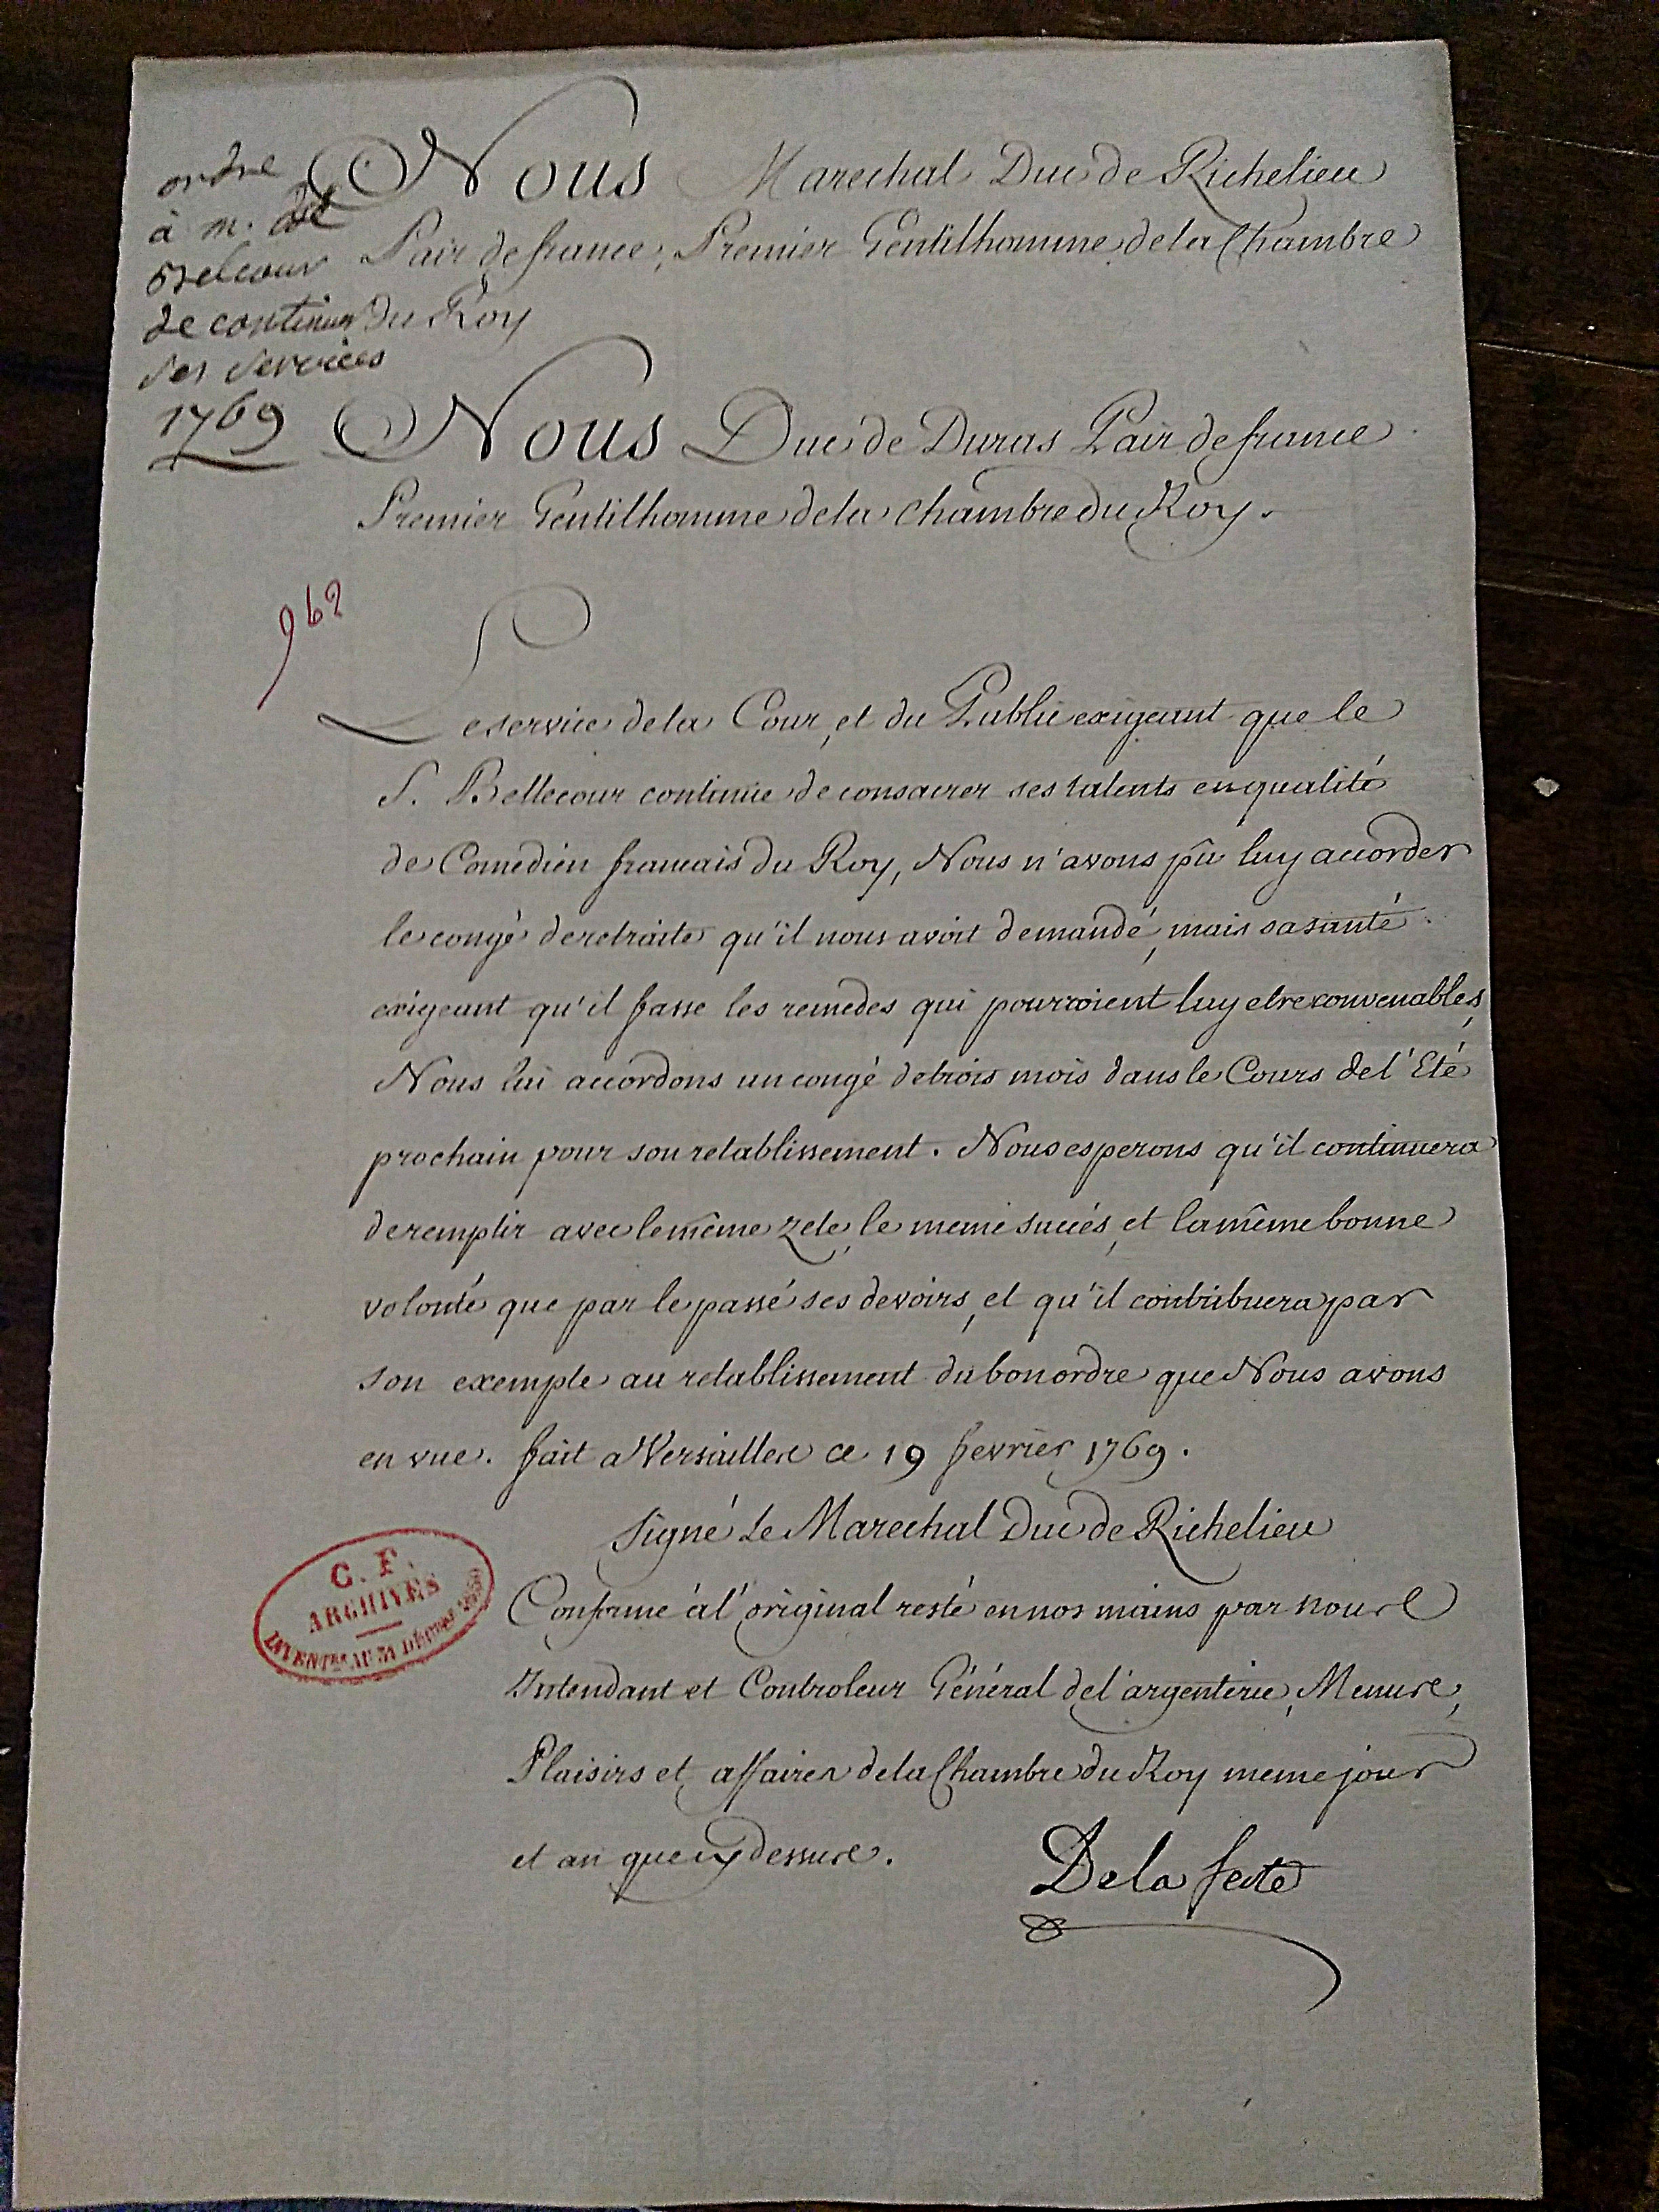 ordre
à m.
Belcour
de continuer
ses services
1769
Nous Marechal Duc de Richelieu
Pair de france, Premier Gentilhomme de la Chambre
du Roy
Nous Duc de Duras Pair de france
Premier Gentilhomme de la Chambre du Roy.
962
Le service de la Cour, et du Public exigeant que le
S. Bellecour continüe de consacrer ses talents en qualité
de Comedien francais du Roy, Nous n'avons pû luy accorder
le congé de retraite qu'il nous avoit demandé, mais sa santé
exigeant qu'il fasse les remedes qui pourroient luy etre convenables,
Nous lui accordons un congé de trois mois dans le Cours de l'Eté
prochain pour son retablissement. Nous esperons qu'il continuera
de remplir avec le même zele, le meme succés, et la même bonne
volonté que par le passé ses devoirs, et qu'il contribuera par
son exemple au retablissement du bon ordre que Nous avons
en vue. fait a Versailles ce 19 fevrier 1769.
Signé Le Marechal Duc de Richelieu
Conforme à l'original resté en nos mains par nous
Intendant et Controleur Général de l'argenterie, Menus,
Plaisirs et affaires de la Chambre du Roy meme jour
et an que cy dessus.
De la ferté
C. F.
ARCHIVES